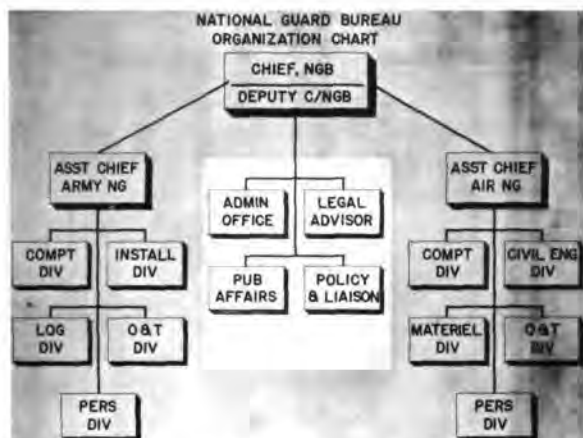 NATIONAL GUARD BUREAU
ORGANIZATION CHART
CHIEF, NGB
DEPUTY C/NGB
ASST CHIEF
ARMY NG
ADMIN
OFFICE
LEGAL
ADVISOR
ASST CHIEF
AIR NG
COMPT
DIV
INSTALL
DIV
PUB
AFFAIRS
POLICY
& LIAISON
COMPT
DIV
CIVIL ENG
DIV
LOG
DIV
O&T
DIV
MATERIEL
DIV
O&T
DIV
PERS
DIV
PERS
DIV